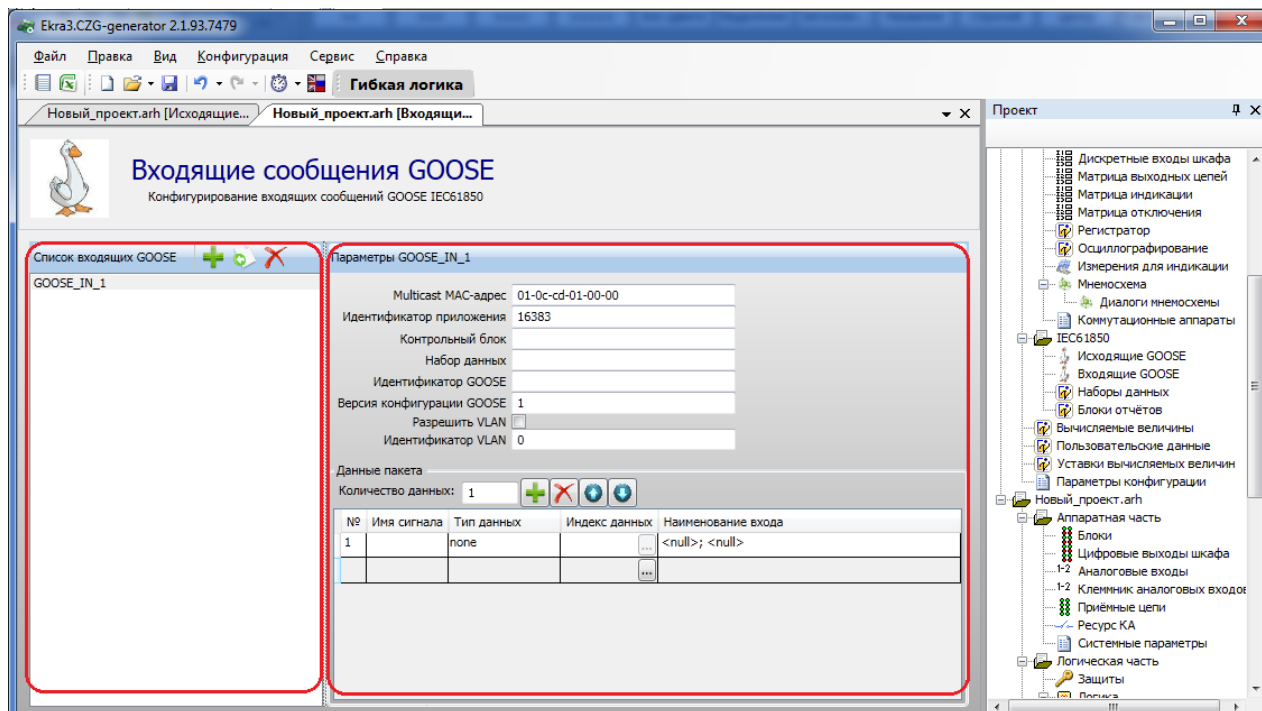 Ekra3.CZG-generator 2.1.93.7479
Файл Правка Вид Конфигурация Сервис Справка
Гибкая логика
Новый_проект.arh [Исходящие... Новый_проект.arh [Входящи...
Входящие сообщения GOOSE
Конфигурирование входящих сообщений GOOSE IEC61850
Список входящих GOOSE
GOOSE_IN_1
Параметры GOOSE_IN_1
Multicast MAC-адрес 01-0c-cd-01-00-00
Идентификатор приложения 16383
Контрольный блок
Набор данных
Идентификатор GOOSE
Версия конфигурации GOOSE 1
Разрешить VLAN
Идентификатор VLAN 0
Данные пакета
Количество данных: 1
№ Имя сигнала Тип данных Индекс данных Наименование входа
1 none ... <null>; <null>
...
Проект
Дискретные входы шкафа
Матрица выходных цепей
Матрица индикации
Матрица отключения
Регистратор
Осциллографирование
Измерения для индикации
Мнемосхема
Диалоги мнемосхемы
Коммутационные аппараты
IEC61850
Исходящие GOOSE
Входящие GOOSE
Наборы данных
Блоки отчётов
Вычисляемые величины
Пользовательские данные
Уставки вычисляемых величин
Параметры конфигурации
Новый_проект.arh
Аппаратная часть
Блоки
Цифровые выходы шкафа
1-2 Аналоговые входы
1-2 Клеммник аналоговых входов
Приёмные цепи
Ресурс КА
Системные параметры
Логическая часть
Защиты
Логика